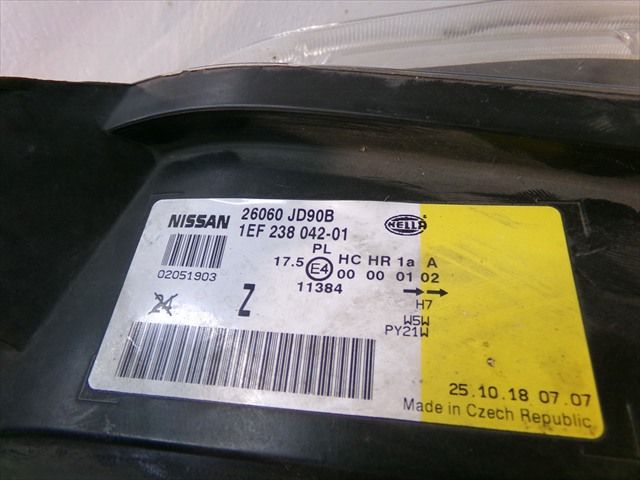 NISSAN 26060 JD90B
1EF 238 042-01
HELLA
PL
17.5 E4 HC HR 1a A
00 00 01 02
11384
02051903
24
Z
H7
W5W
PY21W
25.10.18 07.07
Made in Czech Republic